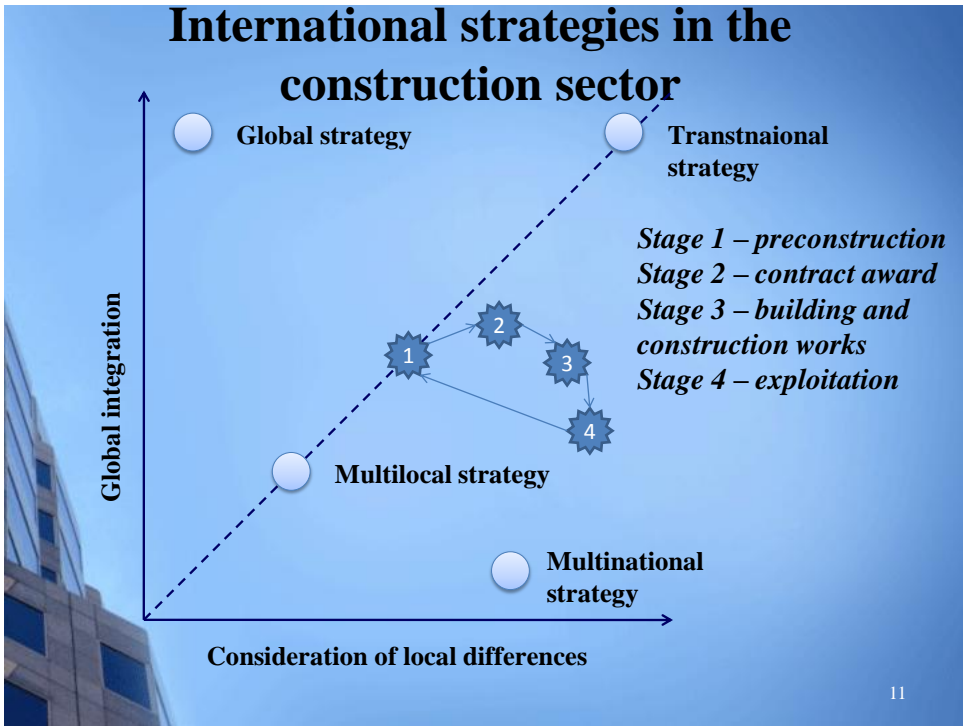 International strategies in the
construction sector
Global strategy
Transtnaional
strategy
Stage 1 – preconstruction
Stage 2 – contract award
Stage 3 – building and
construction works
Stage 4 – exploitation
2
1
3
4
Global integration
Multilocal strategy
Multinational
strategy
Consideration of local differences
11